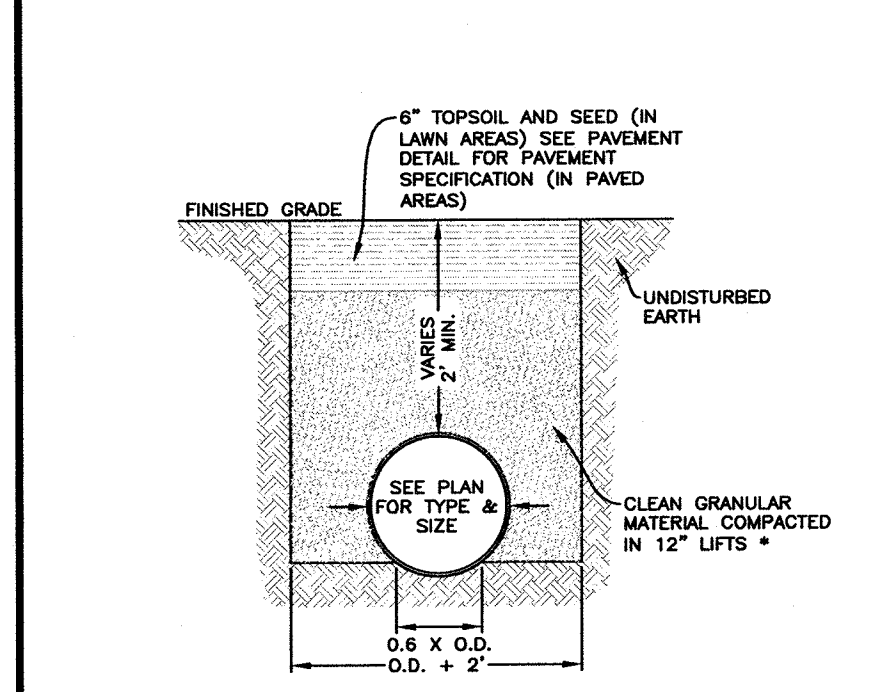 6" TOPSOIL AND SEED (IN
LAWN AREAS) SEE PAVEMENT
DETAIL FOR PAVEMENT
SPECIFICATION (IN PAVED
AREAS)
FINISHED GRADE
UNDISTURBED
EARTH
VARIES
2' MIN.
SEE PLAN
FOR TYPE &
SIZE
CLEAN GRANULAR
MATERIAL COMPACTED
IN 12" LIFTS *
0.6 X O.D.
O.D. + 2'